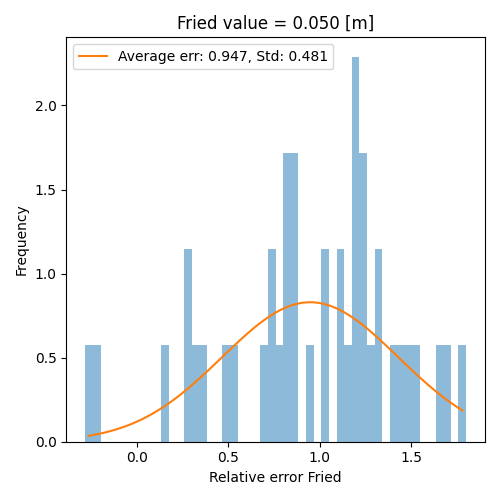 Fried value = 0.050 [m]
Average err: 0.947, Std: 0.481
2.0
1.5
1.0
0.5
0.0
Frequency
0.0 0.5 1.0 1.5
Relative error Fried